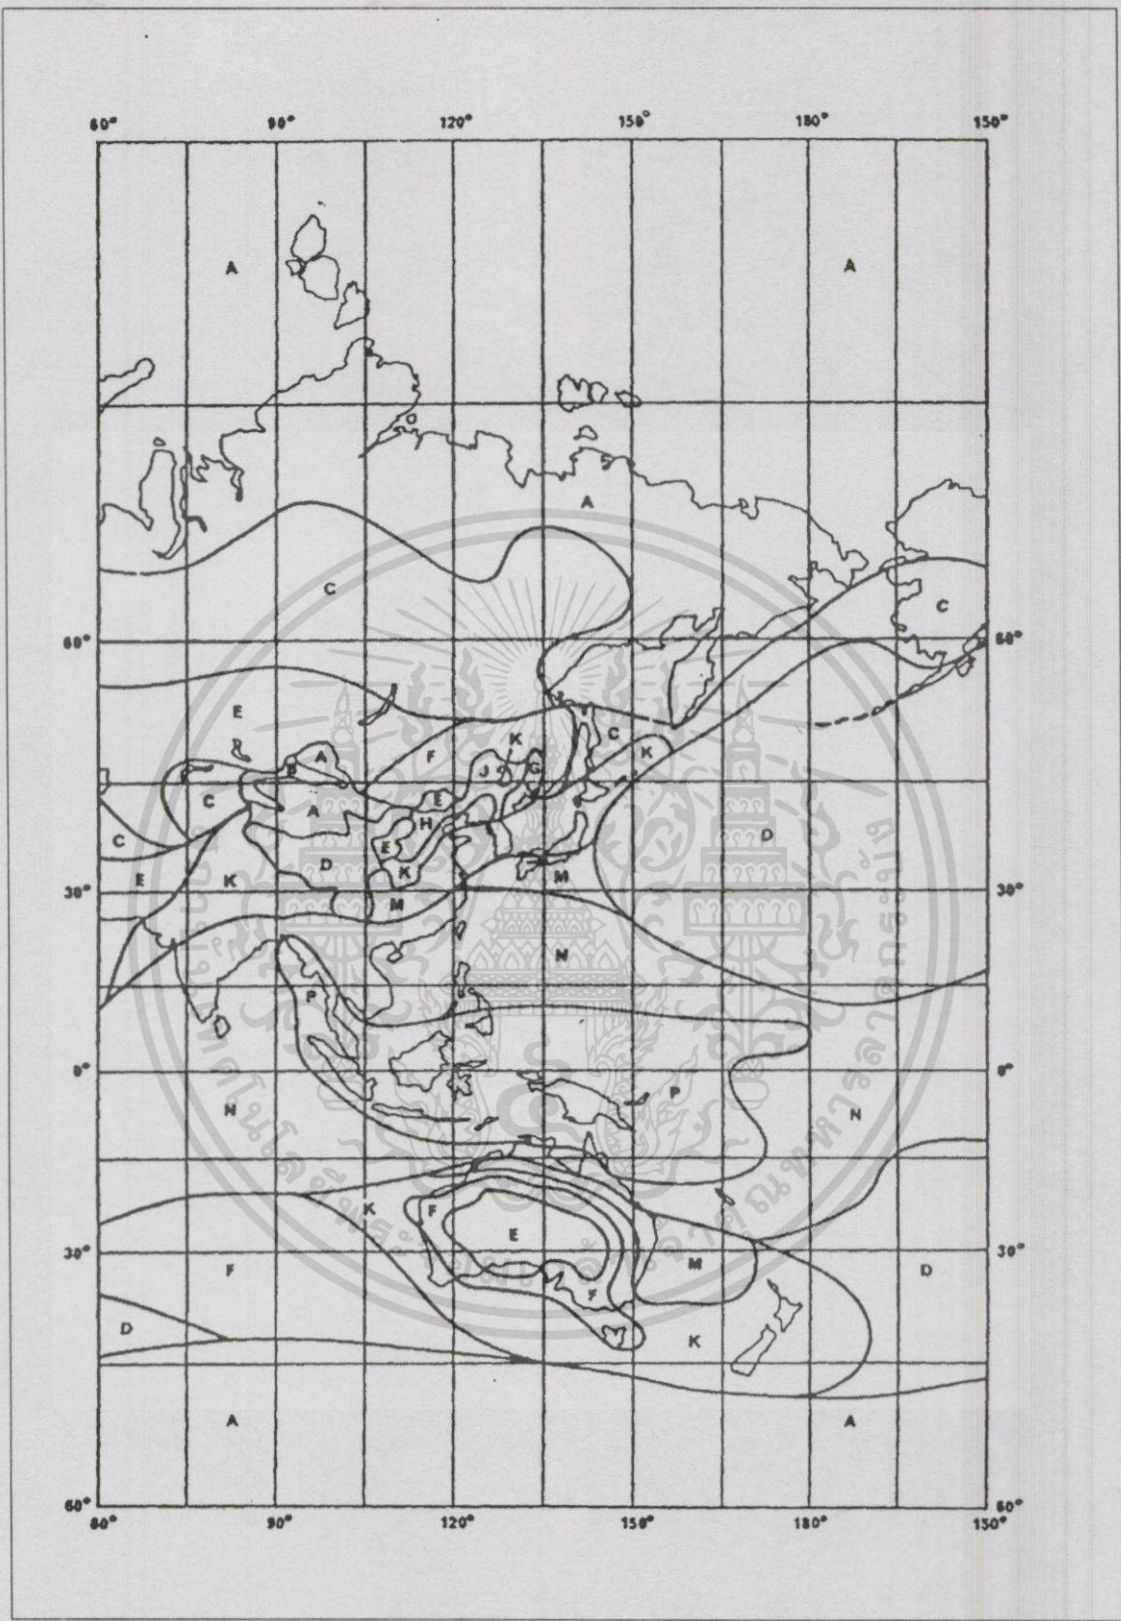 60° 90° 120° 150° 180° 150°
A A
A
C C
60° 60°
E A K C
B F K
C J G
A E
C H D
E D
E K K M 
30° 30°
M
N
P
0° 0°
N P N
K F
E
30° M 30°
F D
F
D K
A A
60° 60°
60° 90° 120° 150° 180° 150°